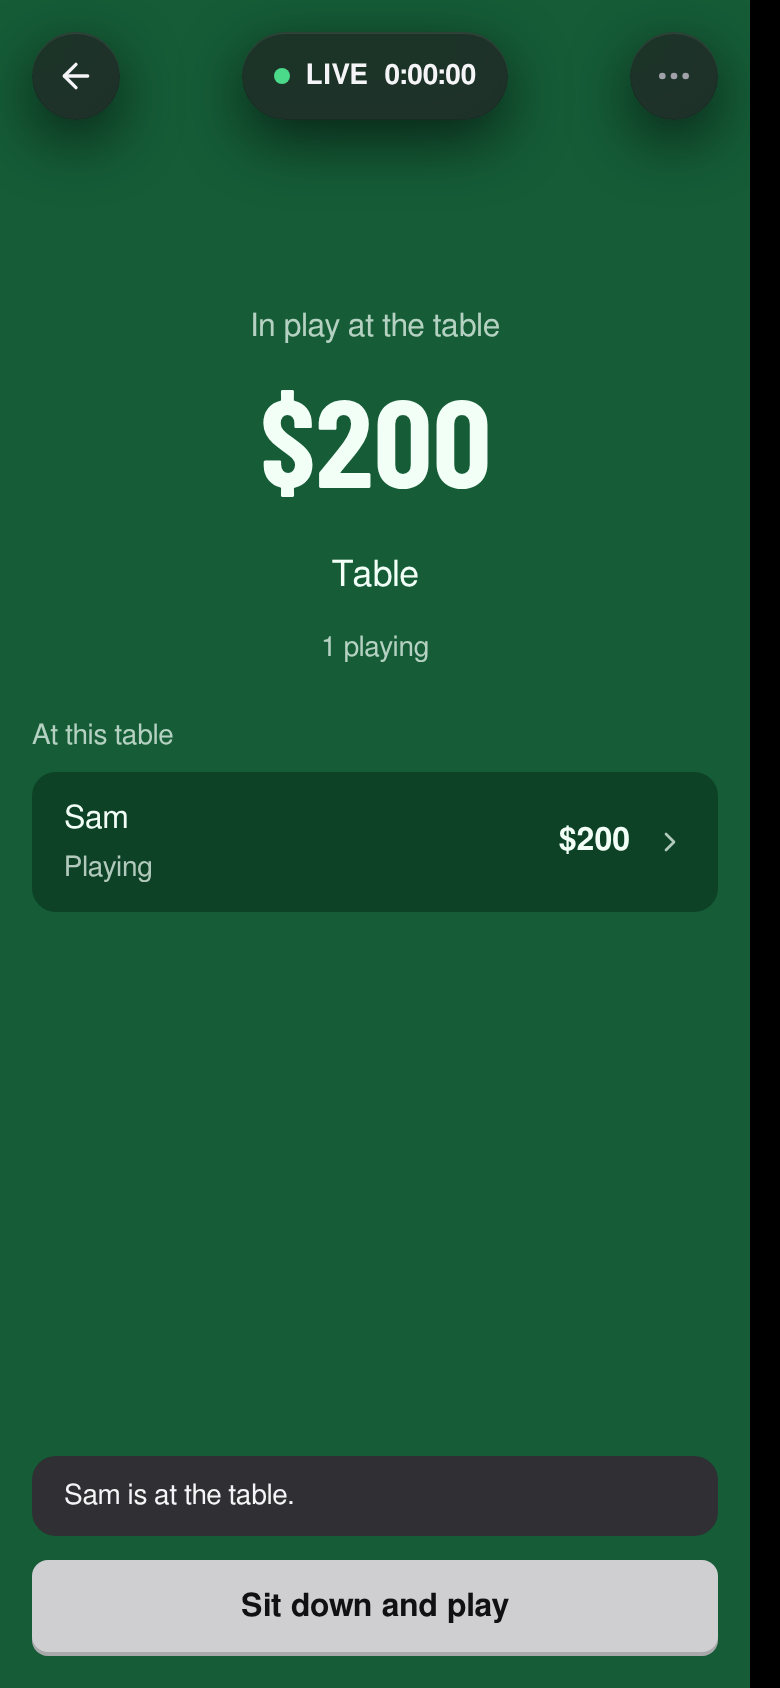 LIVE 0:00:00
In play at the table
$200
Table
1 playing
At this table
Sam
Playing
$200
Sam is at the table.
Sit down and play